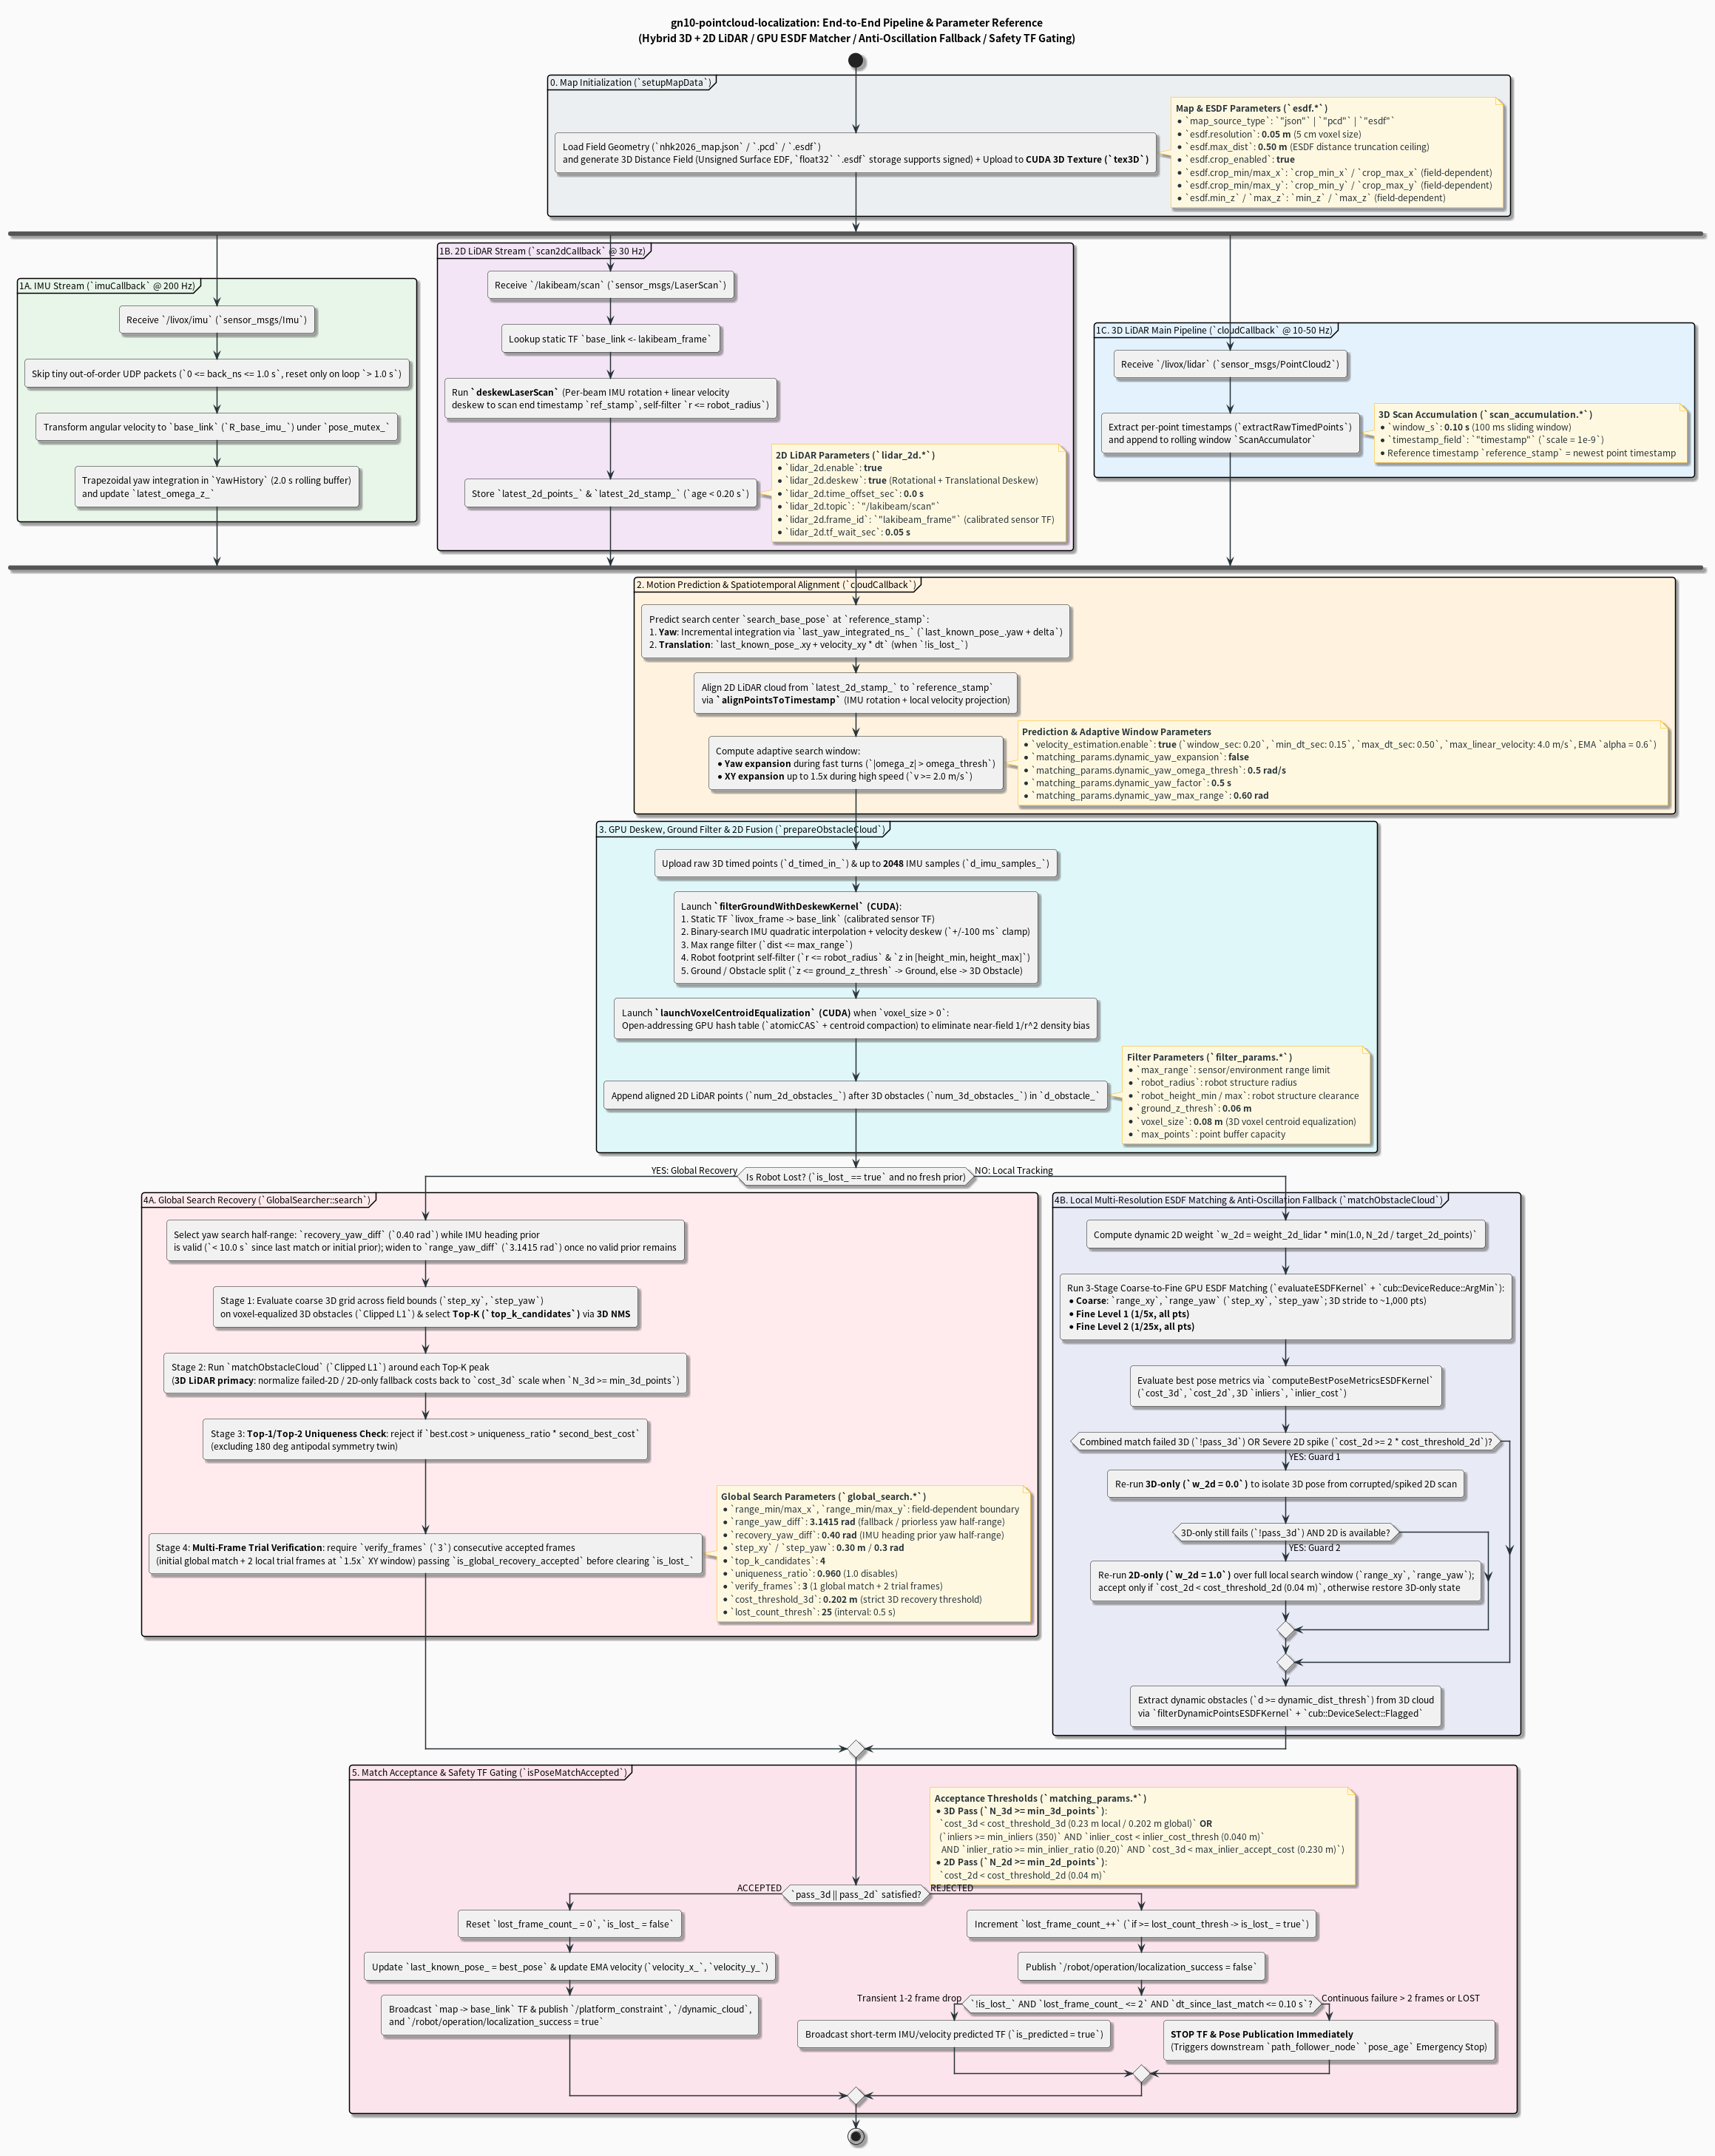 gn10-pointcloud-localization: End-to-End Pipeline & Parameter Reference
(Hybrid 3D + 2D LiDAR / GPU ESDF Matcher / Anti-Oscillation Fallback / Safety TF Gating)
0. Map Initialization (`setupMapData`)
Load Field Geometry (`nhk2026_map.json` / `.pcd` / `.esdf`)
and generate 3D Distance Field (Unsigned Surface EDF, `float32` `.esdf` storage supports signed) + Upload to CUDA 3D Texture (`tex3D`)
Map & ESDF Parameters (`esdf.*`)
• `map_source_type`: `"json"` | `"pcd"` | `"esdf"`
• `esdf.resolution`: 0.05 m (5 cm voxel size)
• `esdf.max_dist`: 0.50 m (ESDF distance truncation ceiling)
• `esdf.crop_enabled`: true
• `esdf.crop_min/max_x`: `crop_min_x` / `crop_max_x` (field-dependent)
• `esdf.crop_min/max_y`: `crop_min_y` / `crop_max_y` (field-dependent)
• `esdf.min_z` / `max_z`: `min_z` / `max_z` (field-dependent)
1A. IMU Stream (`imuCallback` @ 200 Hz)
Receive `/livox/imu` (`sensor_msgs/Imu`)
Skip tiny out-of-order UDP packets (`0 <= back_ns <= 1.0 s`, reset only on loop `> 1.0 s`)
Transform angular velocity to `base_link` (`R_base_imu_`) under `pose_mutex_`
Trapezoidal yaw integration in `YawHistory` (2.0 s rolling buffer)
and update `latest_omega_z_`
1B. 2D LiDAR Stream (`scan2dCallback` @ 30 Hz)
Receive `/lakibeam/scan` (`sensor_msgs/LaserScan`)
Lookup static TF `base_link <- lakibeam_frame`
Run `deskewLaserScan` (Per-beam IMU rotation + linear velocity
deskew to scan end timestamp `ref_stamp`, self-filter `r <= robot_radius`)
Store `latest_2d_points_` & `latest_2d_stamp_` (`age < 0.20 s`)
2D LiDAR Parameters (`lidar_2d.*`)
• `lidar_2d.enable`: true
• `lidar_2d.deskew`: true (Rotational + Translational Deskew)
• `lidar_2d.time_offset_sec`: 0.0 s
• `lidar_2d.topic`: `"/lakibeam/scan"`
• `lidar_2d.frame_id`: `"lakibeam_frame"` (calibrated sensor TF)
• `lidar_2d.tf_wait_sec`: 0.05 s
1C. 3D LiDAR Main Pipeline (`cloudCallback` @ 10-50 Hz)
Receive `/livox/lidar` (`sensor_msgs/PointCloud2`)
Extract per-point timestamps (`extractRawTimedPoints`)
and append to rolling window `ScanAccumulator`
3D Scan Accumulation (`scan_accumulation.*`)
• `window_s`: 0.10 s (100 ms sliding window)
• `timestamp_field`: `"timestamp"` (`scale = 1e-9`)
• Reference timestamp `reference_stamp` = newest point timestamp
2. Motion Prediction & Spatiotemporal Alignment (`cloudCallback`)
Predict search center `search_base_pose` at `reference_stamp`:
1. Yaw: Incremental integration via `last_yaw_integrated_ns_` (`last_known_pose_.yaw + delta`)
2. Translation: `last_known_pose_.xy + velocity_xy * dt` (when `!is_lost_`)
Align 2D LiDAR cloud from `latest_2d_stamp_` to `reference_stamp`
via `alignPointsToTimestamp` (IMU rotation + local velocity projection)
Compute adaptive search window:
• Yaw expansion during fast turns (`|omega_z| > omega_thresh`)
• XY expansion up to 1.5x during high speed (`v >= 2.0 m/s`)
Prediction & Adaptive Window Parameters
• `velocity_estimation.enable`: true (`window_sec: 0.20`, `min_dt_sec: 0.15`, `max_dt_sec: 0.50`, `max_linear_velocity: 4.0 m/s`, EMA `alpha = 0.6`)
• `matching_params.dynamic_yaw_expansion`: false
• `matching_params.dynamic_yaw_omega_thresh`: 0.5 rad/s
• `matching_params.dynamic_yaw_factor`: 0.5 s
• `matching_params.dynamic_yaw_max_range`: 0.60 rad
3. GPU Deskew, Ground Filter & 2D Fusion (`prepareObstacleCloud`)
Upload raw 3D timed points (`d_timed_in_`) & up to 2048 IMU samples (`d_imu_samples_`)
Launch `filterGroundWithDeskewKernel` (CUDA):
1. Static TF `livox_frame -> base_link` (calibrated sensor TF)
2. Binary-search IMU quadratic interpolation + velocity deskew (`+/-100 ms` clamp)
3. Max range filter (`dist <= max_range`)
4. Robot footprint self-filter (`r <= robot_radius` & `z in [height_min, height_max]`)
5. Ground / Obstacle split (`z <= ground_z_thresh` -> Ground, else -> 3D Obstacle)
Launch `launchVoxelCentroidEqualization` (CUDA) when `voxel_size > 0`:
Open-addressing GPU hash table (`atomicCAS` + centroid compaction) to eliminate near-field 1/r^2 density bias
Append aligned 2D LiDAR points (`num_2d_obstacles_`) after 3D obstacles (`num_3d_obstacles_`) in `d_obstacle_`
Filter Parameters (`filter_params.*`)
• `max_range`: sensor/environment range limit
• `robot_radius`: robot structure radius
• `robot_height_min / max`: robot structure clearance
• `ground_z_thresh`: 0.06 m
• `voxel_size`: 0.08 m (3D voxel centroid equalization)
• `max_points`: point buffer capacity
Is Robot Lost? (`is_lost_ == true` and no fresh prior)
YES: Global Recovery
NO: Local Tracking
4A. Global Search Recovery (`GlobalSearcher::search`)
Select yaw search half-range: `recovery_yaw_diff` (`0.40 rad`) while IMU heading prior
is valid (`< 10.0 s` since last match or initial prior); widen to `range_yaw_diff` (`3.1415 rad`) once no valid prior remains
Stage 1: Evaluate coarse 3D grid across field bounds (`step_xy`, `step_yaw`)
on voxel-equalized 3D obstacles (`Clipped L1`) & select Top-K (`top_k_candidates`) via 3D NMS
Stage 2: Run `matchObstacleCloud` (`Clipped L1`) around each Top-K peak
(3D LiDAR primacy: normalize failed-2D / 2D-only fallback costs back to `cost_3d` scale when `N_3d >= min_3d_points`)
Stage 3: Top-1/Top-2 Uniqueness Check: reject if `best.cost > uniqueness_ratio * second_best_cost`
(excluding 180 deg antipodal symmetry twin)
Stage 4: Multi-Frame Trial Verification: require `verify_frames` (`3`) consecutive accepted frames
(initial global match + 2 local trial frames at `1.5x` XY window) passing `is_global_recovery_accepted` before clearing `is_lost_`
Global Search Parameters (`global_search.*`)
• `range_min/max_x`, `range_min/max_y`: field-dependent boundary
• `range_yaw_diff`: 3.1415 rad (fallback / priorless yaw half-range)
• `recovery_yaw_diff`: 0.40 rad (IMU heading prior yaw half-range)
• `step_xy` / `step_yaw`: 0.30 m / 0.3 rad
• `top_k_candidates`: 4
• `uniqueness_ratio`: 0.960 (1.0 disables)
• `verify_frames`: 3 (1 global match + 2 trial frames)
• `cost_threshold_3d`: 0.202 m (strict 3D recovery threshold)
• `lost_count_thresh`: 25 (interval: 0.5 s)
4B. Local Multi-Resolution ESDF Matching & Anti-Oscillation Fallback (`matchObstacleCloud`)
Compute dynamic 2D weight `w_2d = weight_2d_lidar * min(1.0, N_2d / target_2d_points)`
Run 3-Stage Coarse-to-Fine GPU ESDF Matching (`evaluateESDFKernel` + `cub::DeviceReduce::ArgMin`):
• Coarse: `range_xy`, `range_yaw` (`step_xy`, `step_yaw`; 3D stride to ~1,000 pts)
• Fine Level 1 (1/5x, all pts)
• Fine Level 2 (1/25x, all pts)
Evaluate best pose metrics via `computeBestPoseMetricsESDFKernel`
(`cost_3d`, `cost_2d`, 3D `inliers`, `inlier_cost`)
Combined match failed 3D (`!pass_3d`) OR Severe 2D spike (`cost_2d >= 2 * cost_threshold_2d`)?
YES: Guard 1
Re-run 3D-only (`w_2d = 0.0`) to isolate 3D pose from corrupted/spiked 2D scan
3D-only still fails (`!pass_3d`) AND 2D is available?
YES: Guard 2
Re-run 2D-only (`w_2d = 1.0`) over full local search window (`range_xy`, `range_yaw`);
accept only if `cost_2d < cost_threshold_2d (0.04 m)`, otherwise restore 3D-only state
Extract dynamic obstacles (`d >= dynamic_dist_thresh`) from 3D cloud
via `filterDynamicPointsESDFKernel` + `cub::DeviceSelect::Flagged`
5. Match Acceptance & Safety TF Gating (`isPoseMatchAccepted`)
Acceptance Thresholds (`matching_params.*`)
• 3D Pass (`N_3d >= min_3d_points`):
`cost_3d < cost_threshold_3d (0.23 m local / 0.202 m global)` OR
(`inliers >= min_inliers (350)` AND `inlier_cost < inlier_cost_thresh (0.040 m)`
AND `inlier_ratio >= min_inlier_ratio (0.20)` AND `cost_3d < max_inlier_accept_cost (0.230 m)`)
• 2D Pass (`N_2d >= min_2d_points`):
`cost_2d < cost_threshold_2d (0.04 m)`
`pass_3d || pass_2d` satisfied?
ACCEPTED
REJECTED
Reset `lost_frame_count_ = 0`, `is_lost_ = false`
Update `last_known_pose_ = best_pose` & update EMA velocity (`velocity_x_`, `velocity_y_`)
Broadcast `map -> base_link` TF & publish `/platform_constraint`, `/dynamic_cloud`,
and `/robot/operation/localization_success = true`
Increment `lost_frame_count_++` (`if >= lost_count_thresh -> is_lost_ = true`)
Publish `/robot/operation/localization_success = false`
`!is_lost_` AND `lost_frame_count_ <= 2` AND `dt_since_last_match <= 0.10 s`?
Transient 1-2 frame drop
Continuous failure > 2 frames or LOST
Broadcast short-term IMU/velocity predicted TF (`is_predicted = true`)
STOP TF & Pose Publication Immediately
(Triggers downstream `path_follower_node` `pose_age` Emergency Stop)